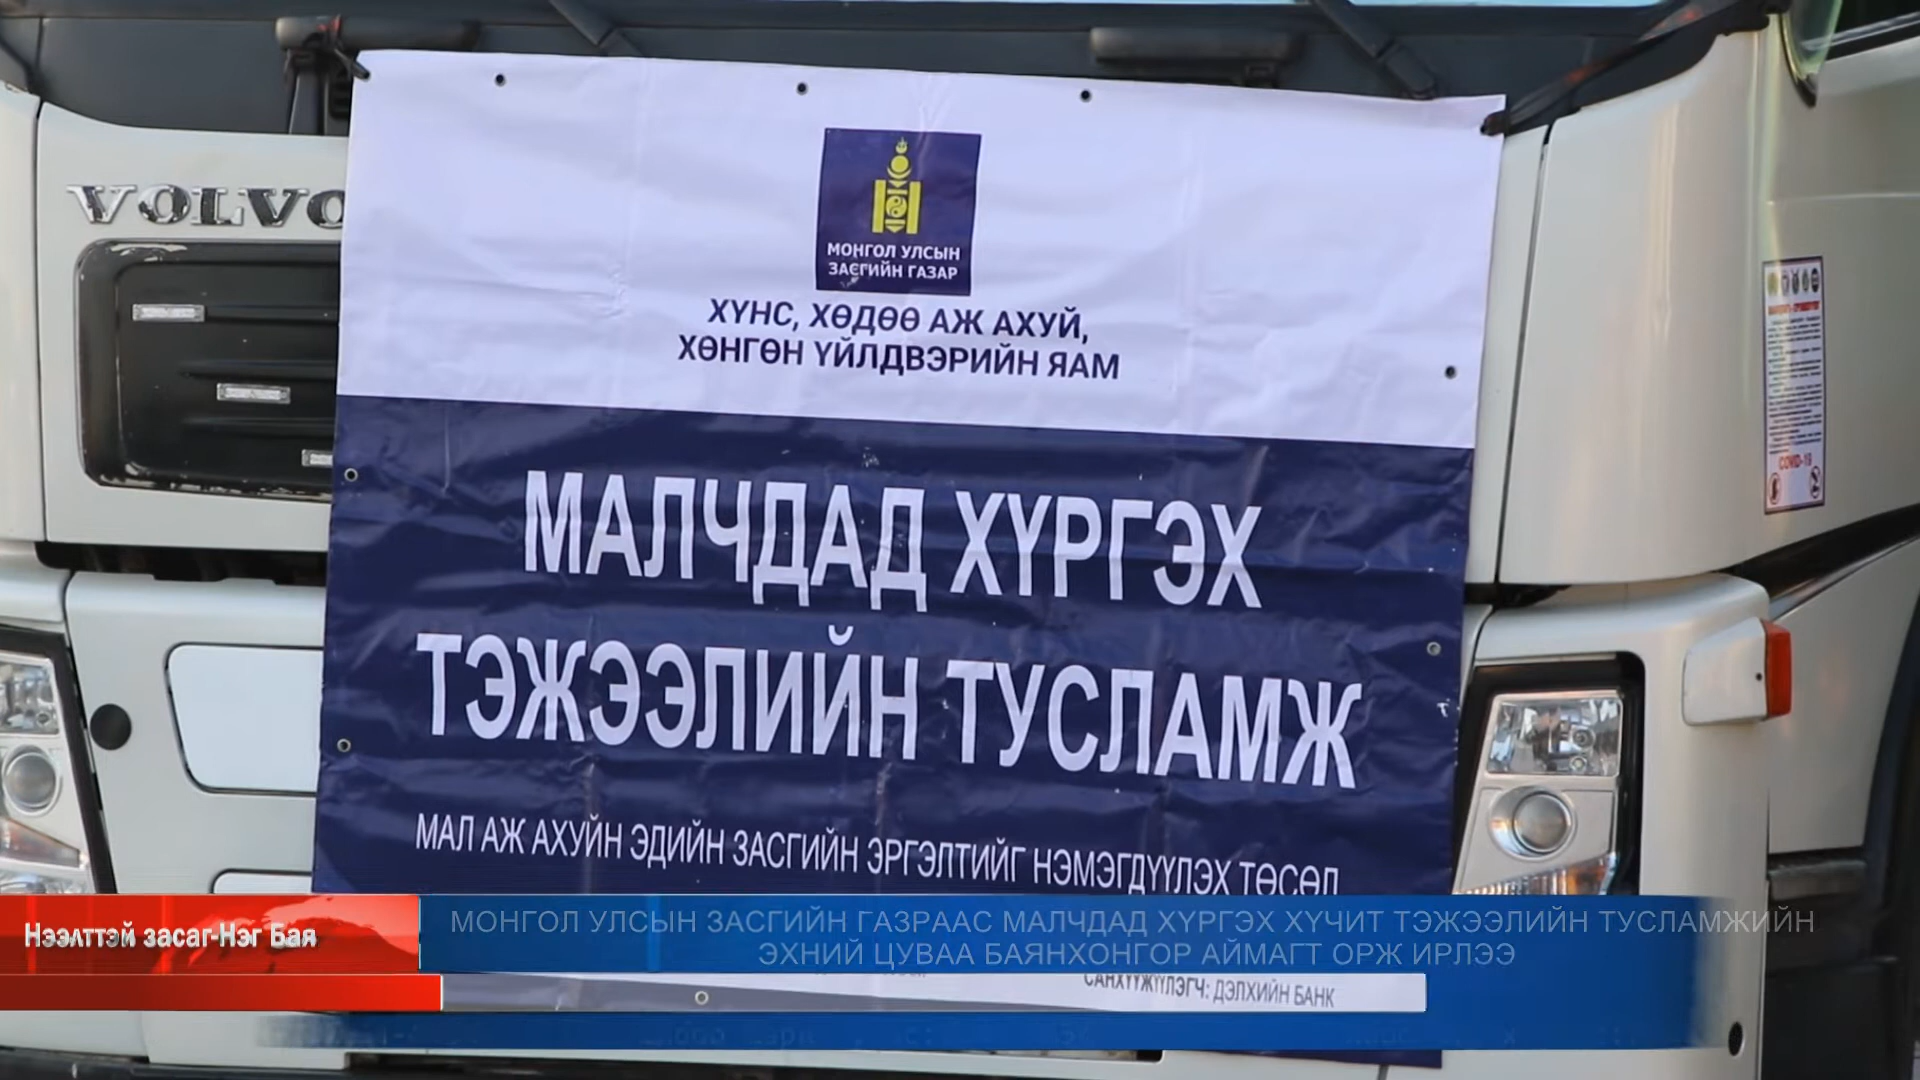 VOLVO
МОНГОЛ УЛСЫН
ЗАСГИЙН ГАЗАР
ХҮНС, ХӨДӨӨ АЖ АХУЙ,
ХӨНГӨН ҮЙЛДВЭРИЙН ЯАМ
МАЛЧДАД ХҮРГЭХ
ТЭЖЭЭЛИЙН ТУСЛАМЖ
МАЛ АЖ АХУЙН ЭДИЙН ЗАСГИЙН ЭРГЭЛТИЙГ НЭМЭГДҮҮЛЭХ ТӨСӨЛ
COVID-19
Нээлттэй засаг-Нэг Бая
МОНГОЛ УЛСЫН ЗАСГИЙН ГАЗРААС МАЛЧДАД ХҮРГЭХ ХҮЧИТ ТЭЖЭЭЛИЙН ТУСЛАМЖИЙН
ЭХНИЙ ЦУВАА БАЯНХОНГОР АЙМАГТ ОРЖ ИРЛЭЭ
САНХҮҮЖҮҮЛЭГЧ: ДЭЛХИЙН БАНК